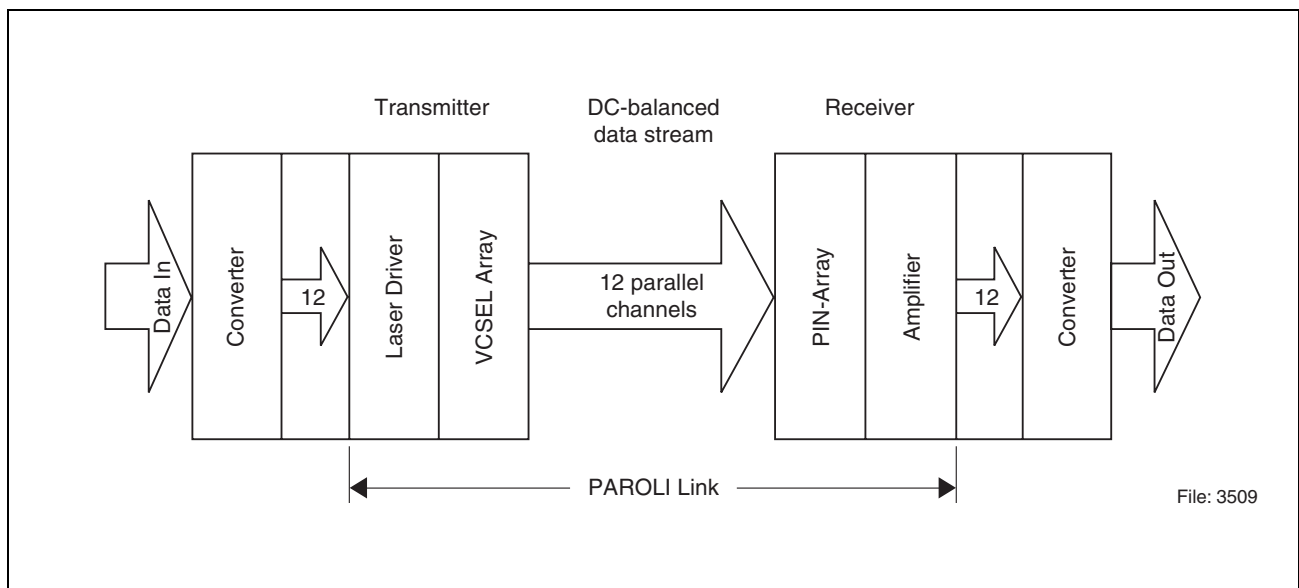 Transmitter
DC-balanced
data stream
Receiver
Data In
Converter
12
Laser Driver
VCSEL Array
12 parallel
channels
PIN-Array
Amplifier
12
Converter
Data Out
PAROLI Link
File: 3509